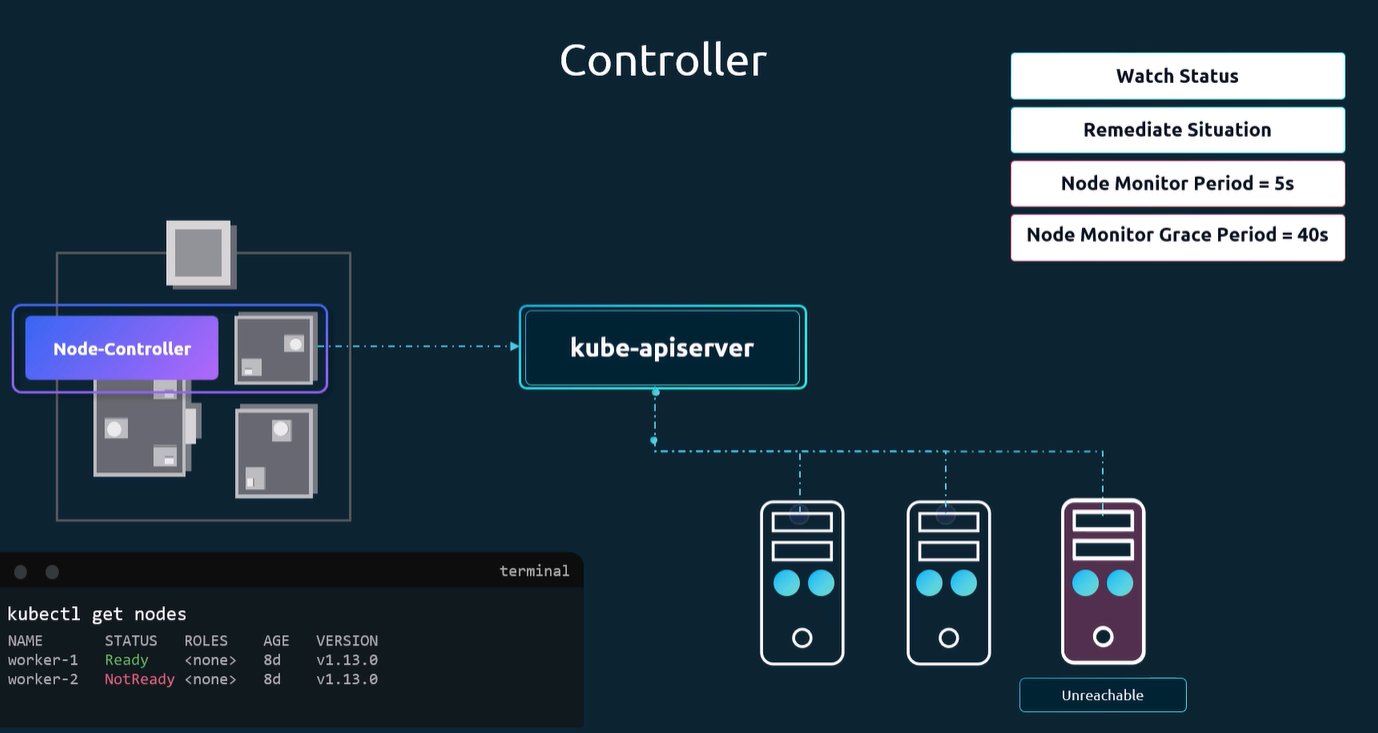 Controller
Watch Status
Remediate Situation
Node Monitor Period = 5s
Node Monitor Grace Period = 40s
Node-Controller
kube-apiserver
terminal
kubectl get nodes
NAME STATUS ROLES AGE VERSION
worker-1 Ready <none> 8d v1.13.0
worker-2 NotReady <none> 8d v1.13.0
Unreachable